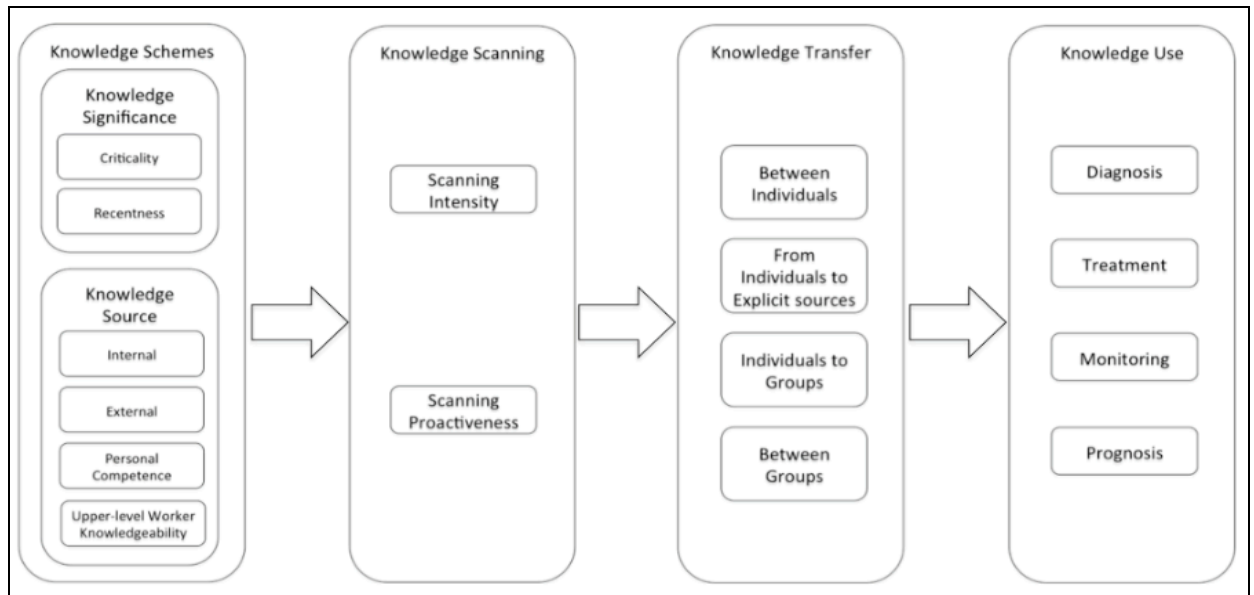 Knowledge Schemes
Knowledge
Significance
Criticality
Recentness
Knowledge
Source
Internal
External
Personal
Competence
Upper-level Worker
Knowledgeability
Knowledge Scanning
Scanning
Intensity
Scanning
Proactiveness
Knowledge Transfer
Between
Individuals
From
Individuals to
Explicit sources
Individuals to
Groups
Between
Groups
Knowledge Use
Diagnosis
Treatment
Monitoring
Prognosis